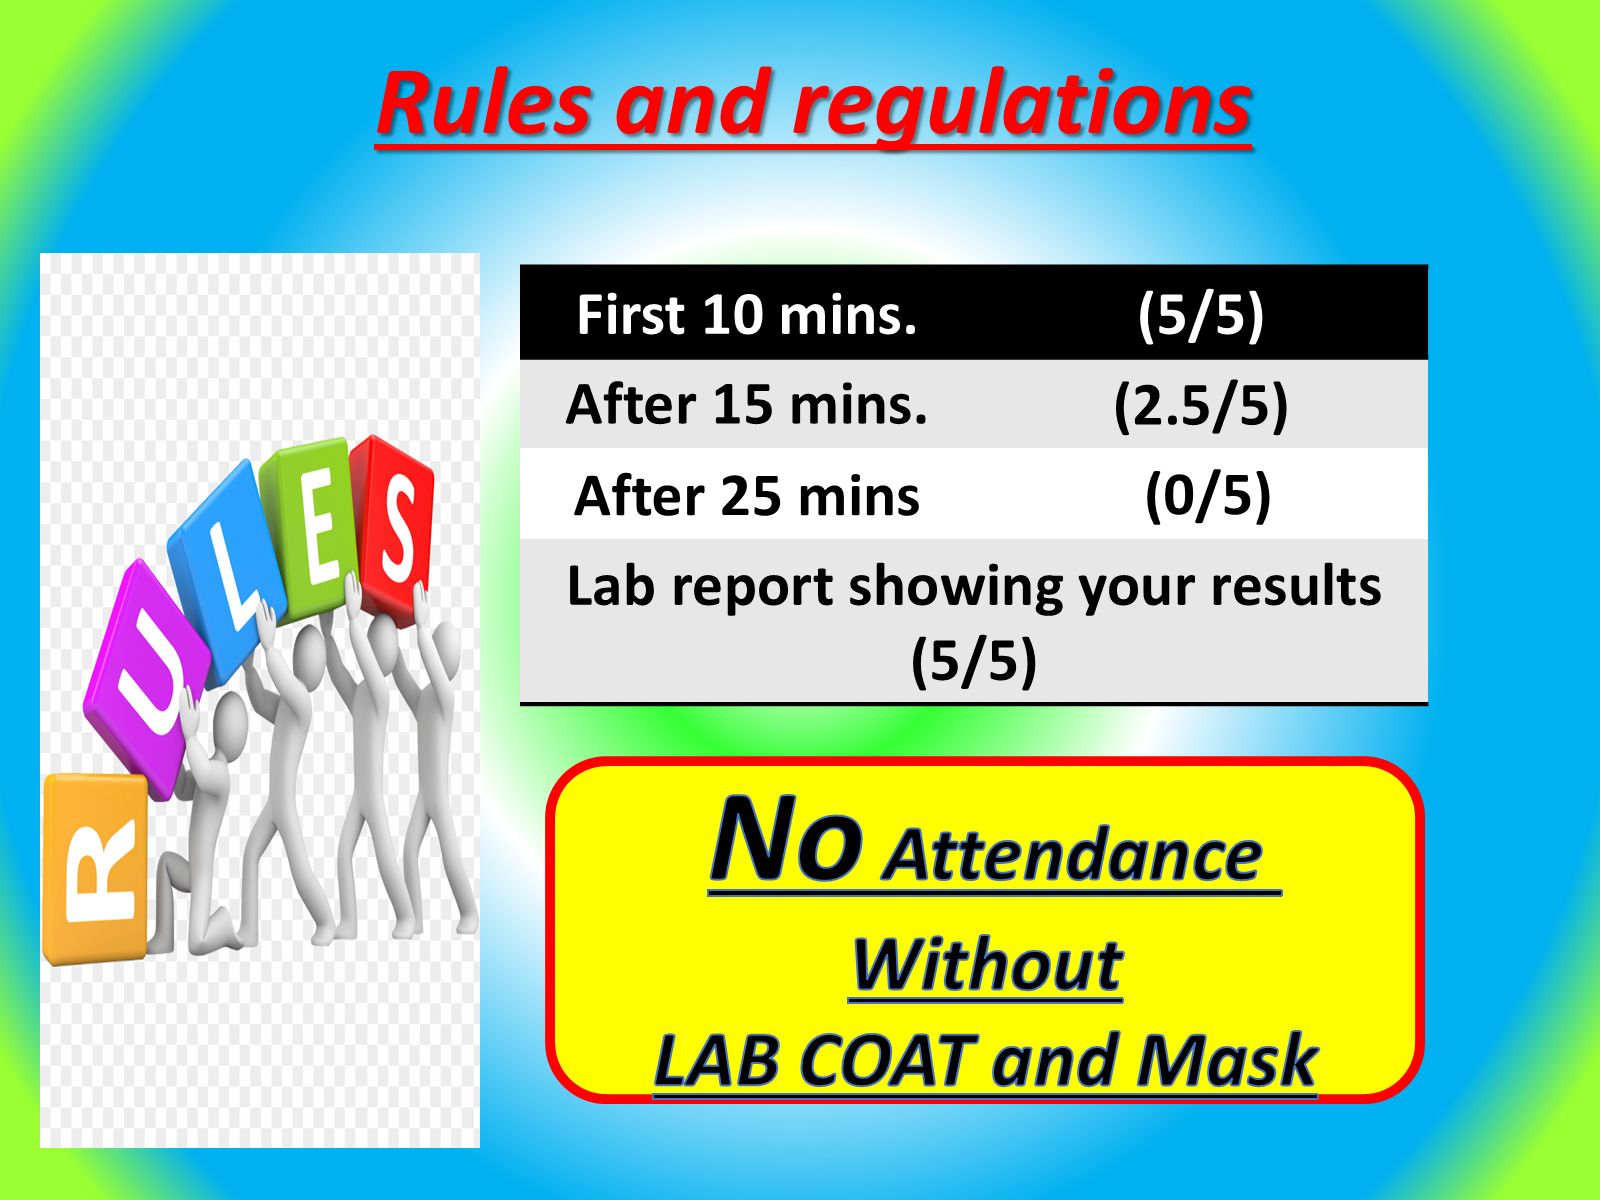 Rules and regulations
R
U
L
E
S
First 10 mins. (5/5)
After 15 mins. (2.5/5)
After 25 mins (0/5)
Lab report showing your results
(5/5)
No Attendance
Without
LAB COAT and Mask